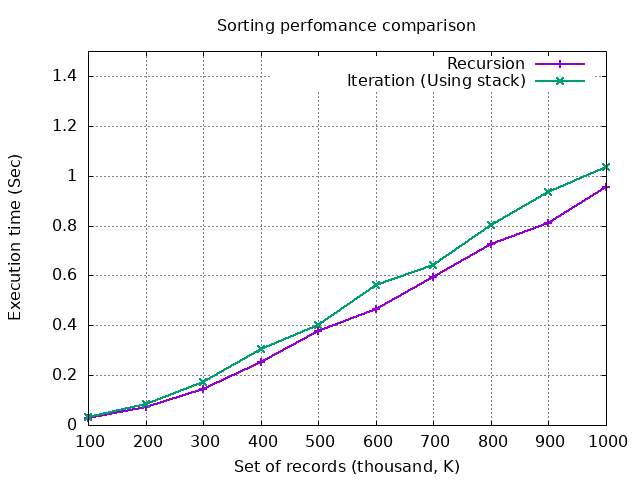 Sorting perfomance comparison
Recursion
Iteration (Using stack)
Execution time (Sec)
1.4
1.2
1
0.8
0.6
0.4
0.2
0
100 200 300 400 500 600 700 800 900 1000
Set of records (thousand, K)